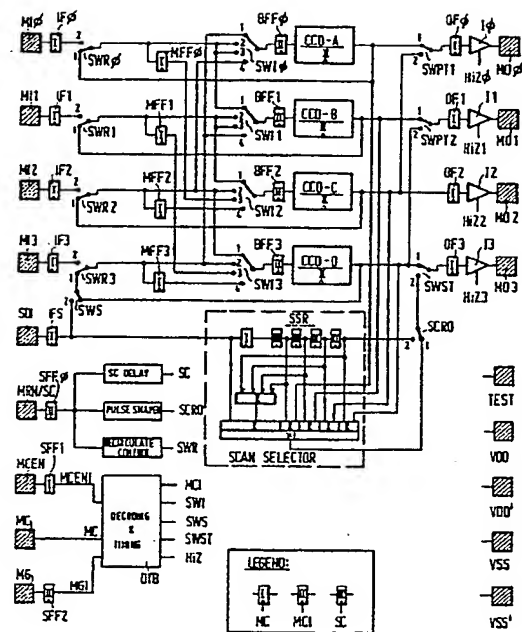 MIØ IFØ BFFØ CCD-A OFØ IØ
SWRØ MFFØ SWIØ HiZØ MOØ
MI1 IF1 BFF1 CCD-B SWPT1 OF1 I1
SWR1 MFF1 SWI1 SWPT2 HiZ1 MO1
MI2 IF2 BFF2 CCD-C OF2 I2
SWR2 MFF2 SWI2 HiZ2 MO2
MI3 IF3 BFF3 CCD-D OF3 I3
SWR3 MFF3 SWI3 SWST HiZ3 MO3
SWS
SDI IFS SSR SCRO
SFFØ
MRN/SC
SC DELAY SC
PULSE SHAPER SCRO
RECIRCULATE CONTROL SWR
SCAN SELECTOR
SFF1
MCEN MCENI
MC MC
MG MGI
SFF2
DECODING & TIMING
DTB
MCI
SWI
SWS
SWST
HiZ
LEGEND:
MC MCI SC
TEST
VDD
VDD'
VSS
VSS'